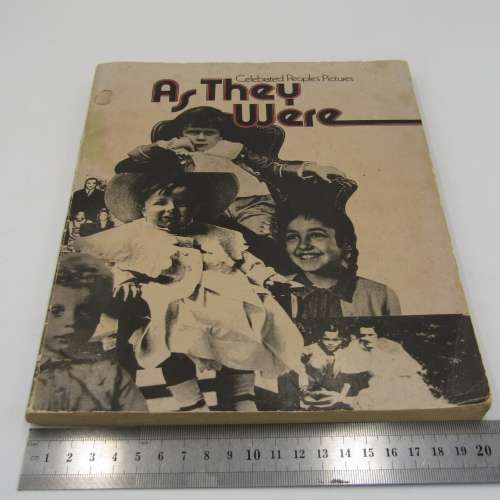 Celebrated People's Pictures
As They
Were
1 2 3 4 5 6 7 8 9 10 11 12 13 14 15 16 17 18 19 20